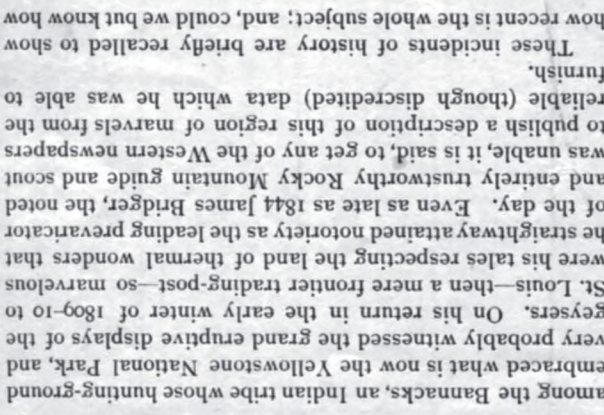 among the Bannacks, an Indian tribe whose hunting-ground
embraced what is now the Yellowstone National Park, and
very probably witnessed the grand eruptive displays of the
geysers. On his return in the early winter of 1809–10 to
St. Louis—then a mere frontier trading-post—so marvelous
were his tales respecting the land of thermal wonders that
he straightway attained notoriety as the leading prevaricator
of the day. Even as late as 1844 James Bridger, the noted
and entirely trustworthy Rocky Mountain guide and scout
was unable, it is said, to get any of the Western newspapers
to publish a description of this region of marvels from the
reliable (though discredited) data which he was able to
furnish.
These incidents of history are briefly recalled to show
how recent is the whole subject; and, could we but know how